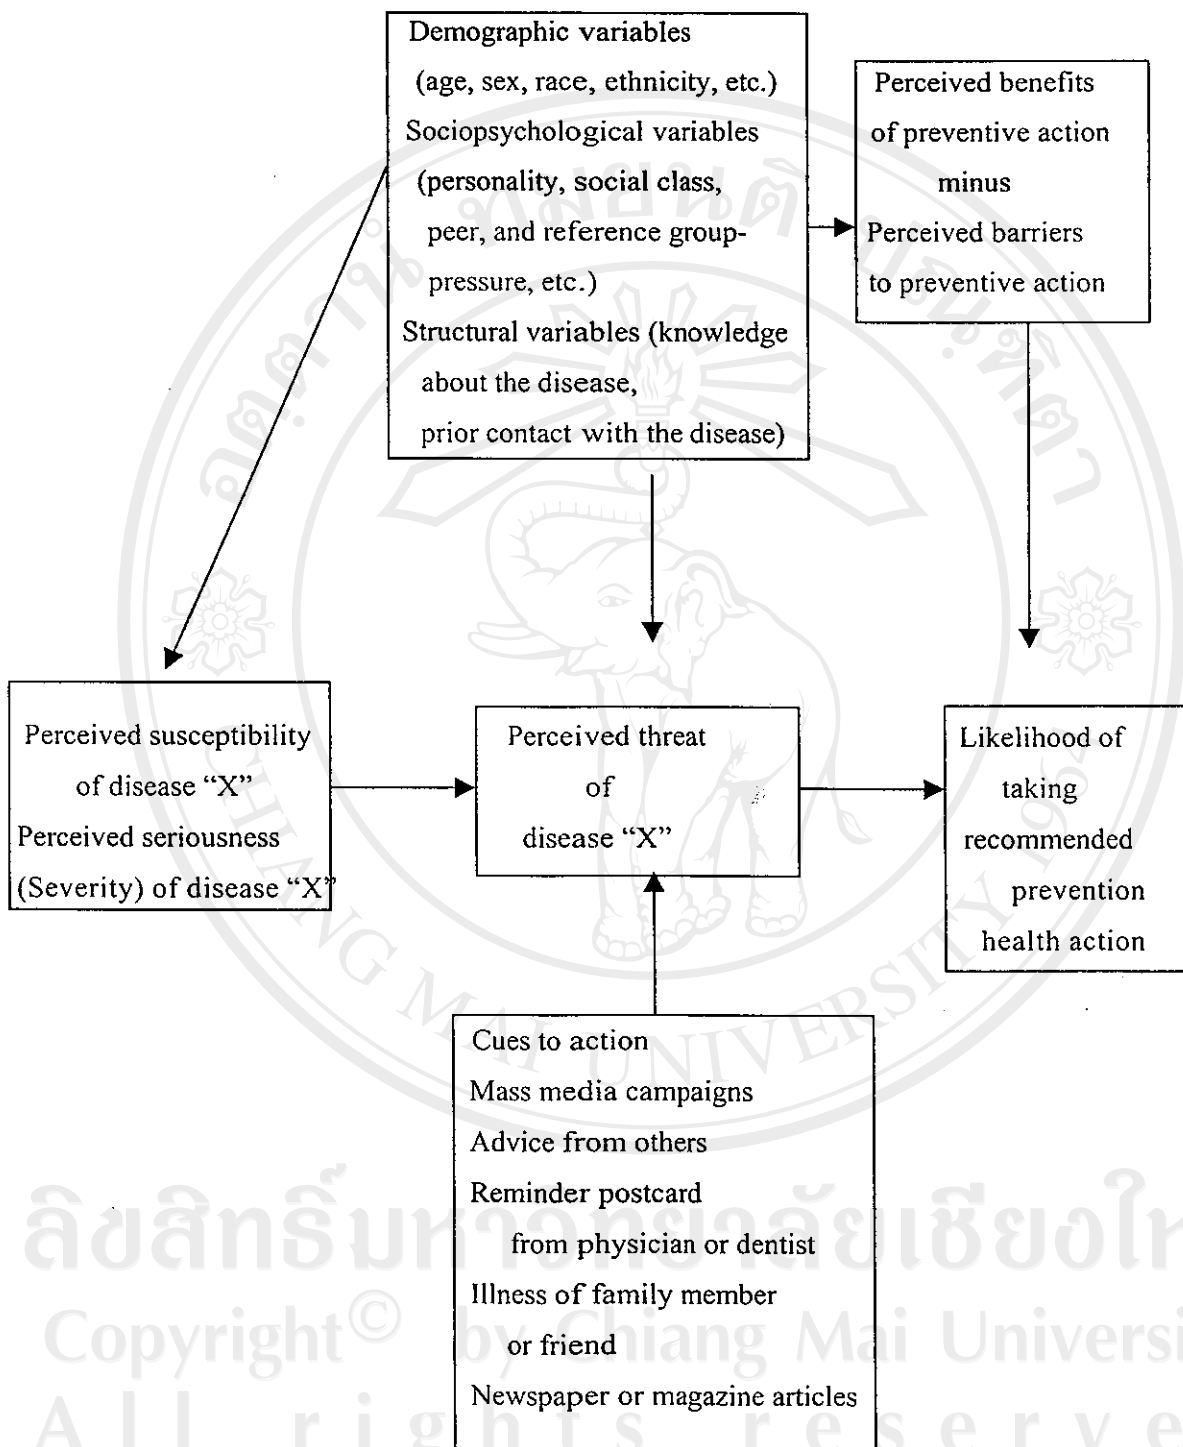 Demographic variables
(age, sex, race, ethnicity, etc.)
Sociopsychological variables
(personality, social class,
peer, and reference group-
pressure, etc.)
Structural variables (knowledge
about the disease,
prior contact with the disease)
Perceived benefits
of preventive action
minus
Perceived barriers
to preventive action
Perceived susceptibility
of disease “X”
Perceived seriousness
(Severity) of disease “X”
Perceived threat
of
disease “X”
Likelihood of
taking
recommended
prevention
health action
Cues to action
Mass media campaigns
Advice from others
Reminder postcard
from physician or dentist
Illness of family member
or friend
Newspaper or magazine articles
CHIANG MAI UNIVERSITY 1964
Copyright© by Chiang Mai Universi
All rights reserve